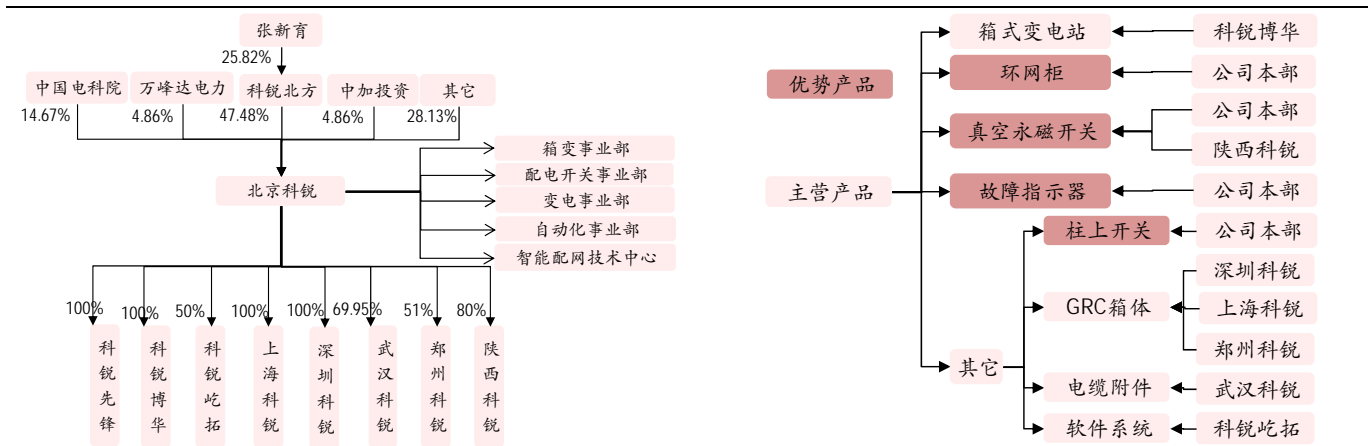 张新育
25.82%
中国电科院 万峰达电力 科锐北方 中加投资 其它
14.67% 4.86% 47.48% 4.86% 28.13%
北京科锐
箱变事业部
配电开关事业部
变电事业部
自动化事业部
智能配网技术中心
100% 100% 50% 100% 100% 69.95% 51% 80%
科锐先锋
科锐博华
科锐屹拓
上海科锐
深圳科锐
武汉科锐
郑州科锐
陕西科锐
优势产品
主营产品
箱式变电站 科锐博华
环网柜 公司本部
真空永磁开关 公司本部
陕西科锐
故障指示器 公司本部
其它
柱上开关 公司本部
GRC箱体 深圳科锐
上海科锐
郑州科锐
电缆附件 武汉科锐
软件系统 科锐屹拓